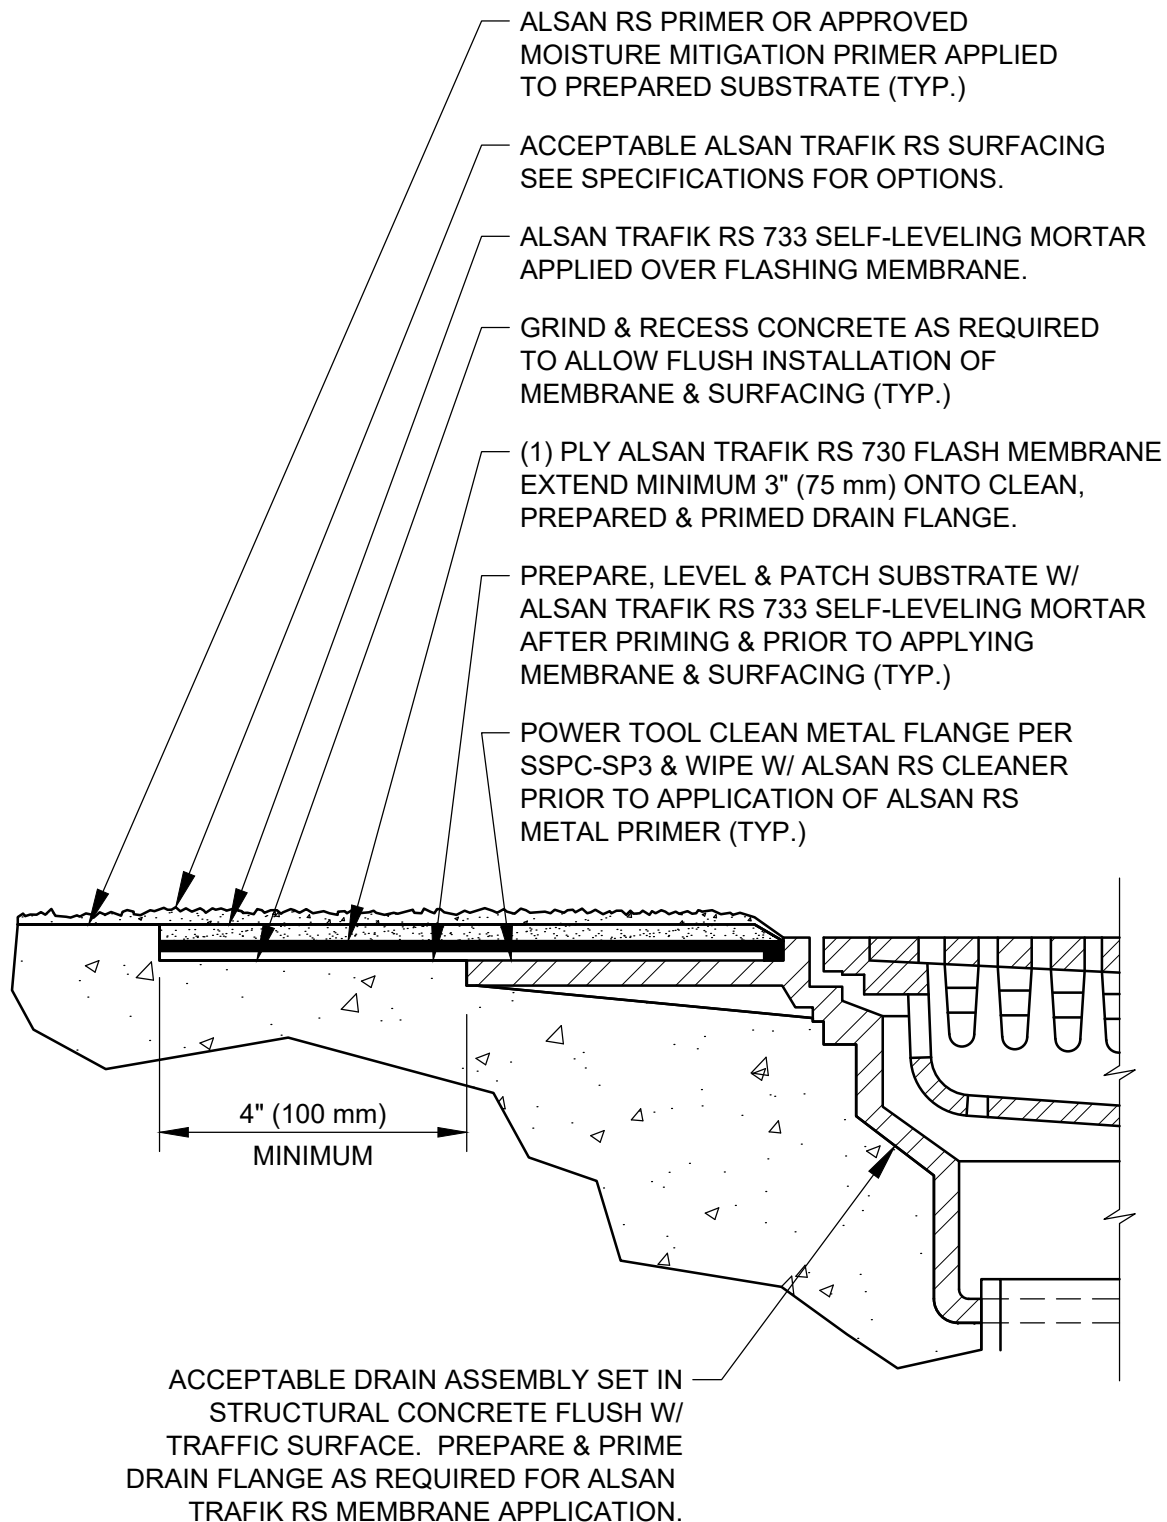 ALSAN RS PRIMER OR APPROVED
MOISTURE MITIGATION PRIMER APPLIED
TO PREPARED SUBSTRATE (TYP.)
ACCEPTABLE ALSAN TRAFIK RS SURFACING
SEE SPECIFICATIONS FOR OPTIONS.
ALSAN TRAFIK RS 733 SELF-LEVELING MORTAR
APPLIED OVER FLASHING MEMBRANE.
GRIND & RECESS CONCRETE AS REQUIRED
TO ALLOW FLUSH INSTALLATION OF
MEMBRANE & SURFACING (TYP.)
(1) PLY ALSAN TRAFIK RS 730 FLASH MEMBRANE
EXTEND MINIMUM 3" (75 mm) ONTO CLEAN,
PREPARED & PRIMED DRAIN FLANGE.
PREPARE, LEVEL & PATCH SUBSTRATE W/
ALSAN TRAFIK RS 733 SELF-LEVELING MORTAR
AFTER PRIMING & PRIOR TO APPLYING
MEMBRANE & SURFACING (TYP.)
POWER TOOL CLEAN METAL FLANGE PER
SSPC-SP3 & WIPE W/ ALSAN RS CLEANER
PRIOR TO APPLICATION OF ALSAN RS
METAL PRIMER (TYP.)
4" (100 mm)
MINIMUM
ACCEPTABLE DRAIN ASSEMBLY SET IN
STRUCTURAL CONCRETE FLUSH W/
TRAFFIC SURFACE. PREPARE & PRIME
DRAIN FLANGE AS REQUIRED FOR ALSAN
TRAFIK RS MEMBRANE APPLICATION.